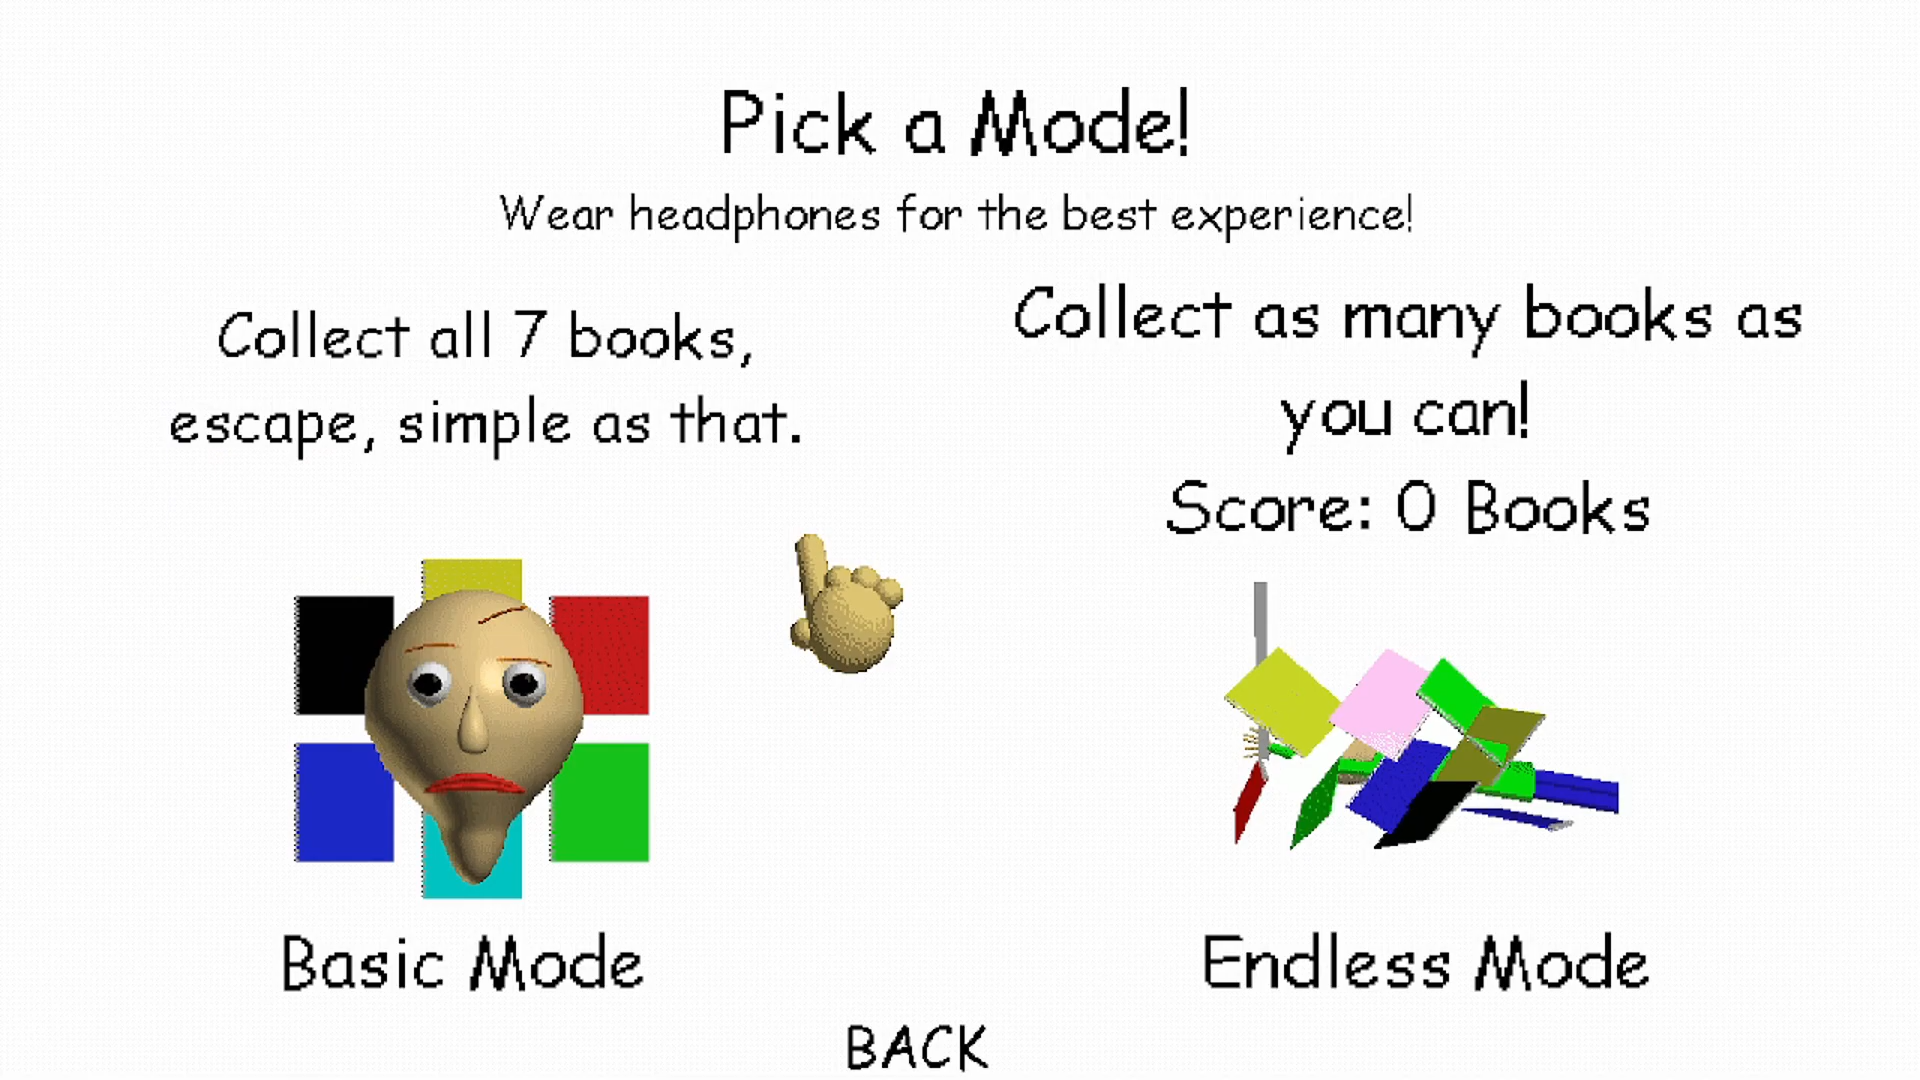 Pick a Mode!
Wear headphones for the best experience!
Collect all 7 books,
escape, simple as that.
Collect as many books as
you can!
Score: 0 Books
Basic Mode
Endless Mode
BACK